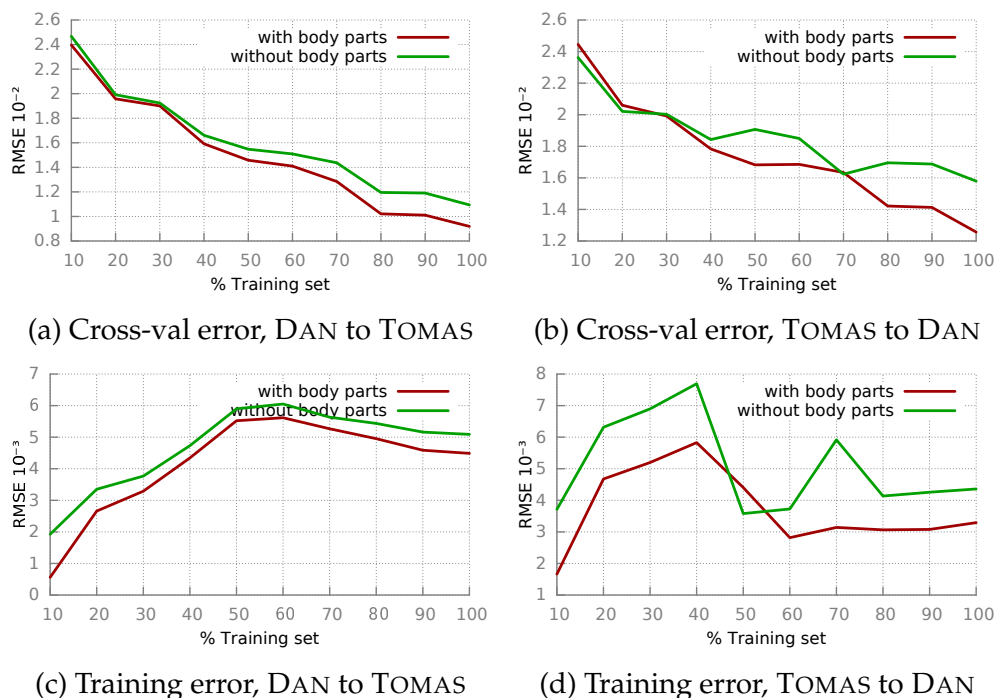 2.6
2.4
2.2
2
1.8
1.6
1.4
1.2
1
0.8
RMSE 10⁻²
with body parts
without body parts
10 20 30 40 50 60 70 80 90 100
% Training set
(a) Cross-val error, DAN to TOMAS
2.6
2.4
2.2
2
1.8
1.6
1.4
1.2
RMSE 10⁻²
with body parts
without body parts
10 20 30 40 50 60 70 80 90 100
% Training set
(b) Cross-val error, TOMAS to DAN
7
6
5
4
3
2
1
0
RMSE 10⁻³
with body parts
without body parts
10 20 30 40 50 60 70 80 90 100
% Training set
(c) Training error, DAN to TOMAS
8
7
6
5
4
3
2
1
RMSE 10⁻³
with body parts
without body parts
10 20 30 40 50 60 70 80 90 100
% Training set
(d) Training error, TOMAS to DAN